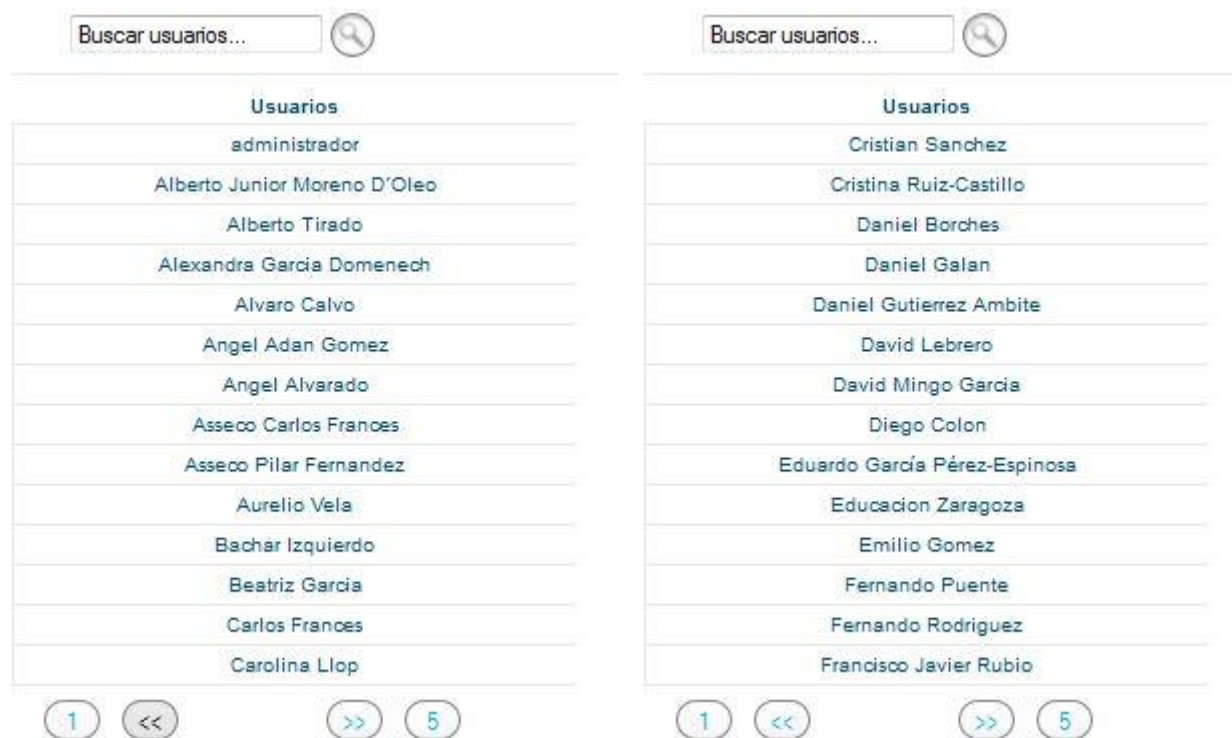 Buscar usuarios...
Usuarios
administrador
Alberto Junior Moreno D´Oleo
Alberto Tirado
Alexandra Garcia Domenech
Alvaro Calvo
Angel Adan Gomez
Angel Alvarado
Asseco Carlos Frances
Asseco Pilar Fernandez
Aurelio Vela
Bachar Izquierdo
Beatriz Garcia
Carlos Frances
Carolina Llop
1 << >> 5
Buscar usuarios...
Usuarios
Cristian Sanchez
Cristina Ruiz-Castillo
Daniel Borches
Daniel Galan
Daniel Gutierrez Ambite
David Lebrero
David Mingo Garcia
Diego Colon
Eduardo García Pérez-Espinosa
Educacion Zaragoza
Emilio Gomez
Fernando Puente
Fernando Rodriguez
Francisco Javier Rubio
1 << >> 5